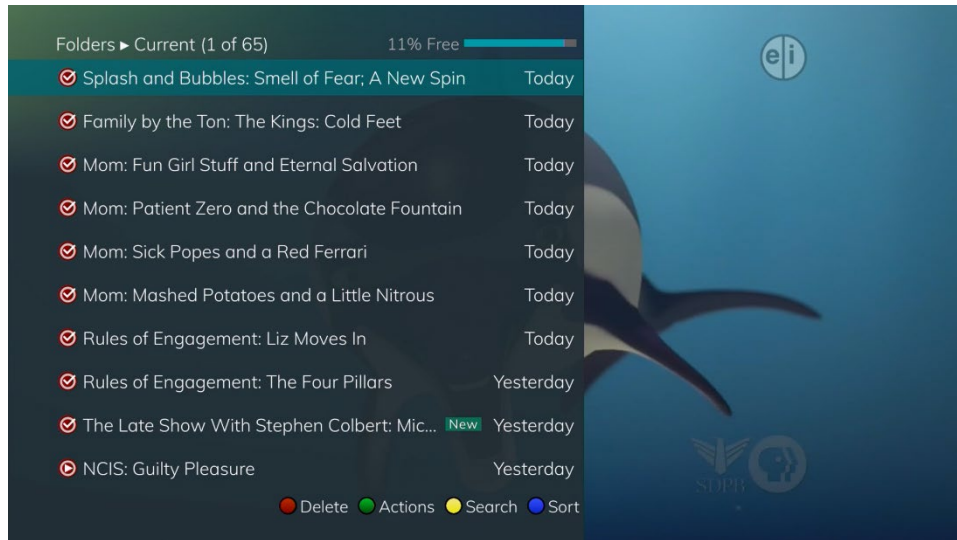 Folders ▸ Current (1 of 65) 11% Free
Splash and Bubbles: Smell of Fear; A New Spin Today
Family by the Ton: The Kings: Cold Feet Today
Mom: Fun Girl Stuff and Eternal Salvation Today
Mom: Patient Zero and the Chocolate Fountain Today
Mom: Sick Popes and a Red Ferrari Today
Mom: Mashed Potatoes and a Little Nitrous Today
Rules of Engagement: Liz Moves In Today
Rules of Engagement: The Four Pillars Yesterday
The Late Show With Stephen Colbert: Mic... New Yesterday
NCIS: Guilty Pleasure Yesterday
Delete Actions Search Sort
e i
SDPB